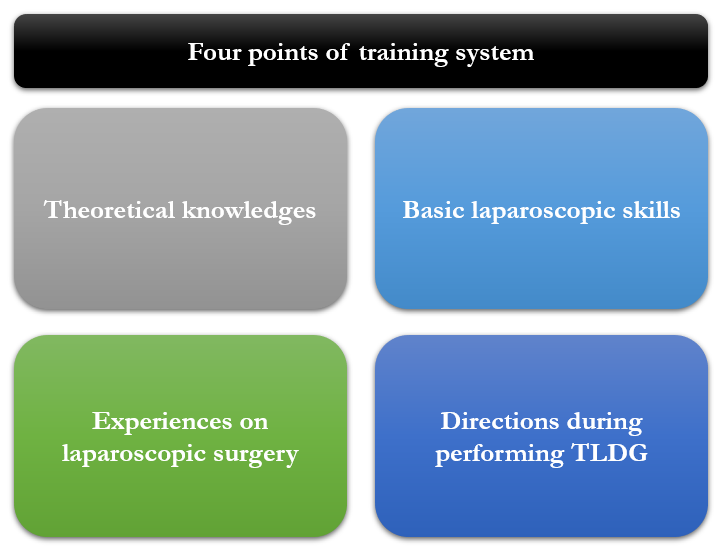 Four points of training system
Theoretical knowledges
Basic laparoscopic skills
Experiences on
laparoscopic surgery
Directions during
performing TLDG